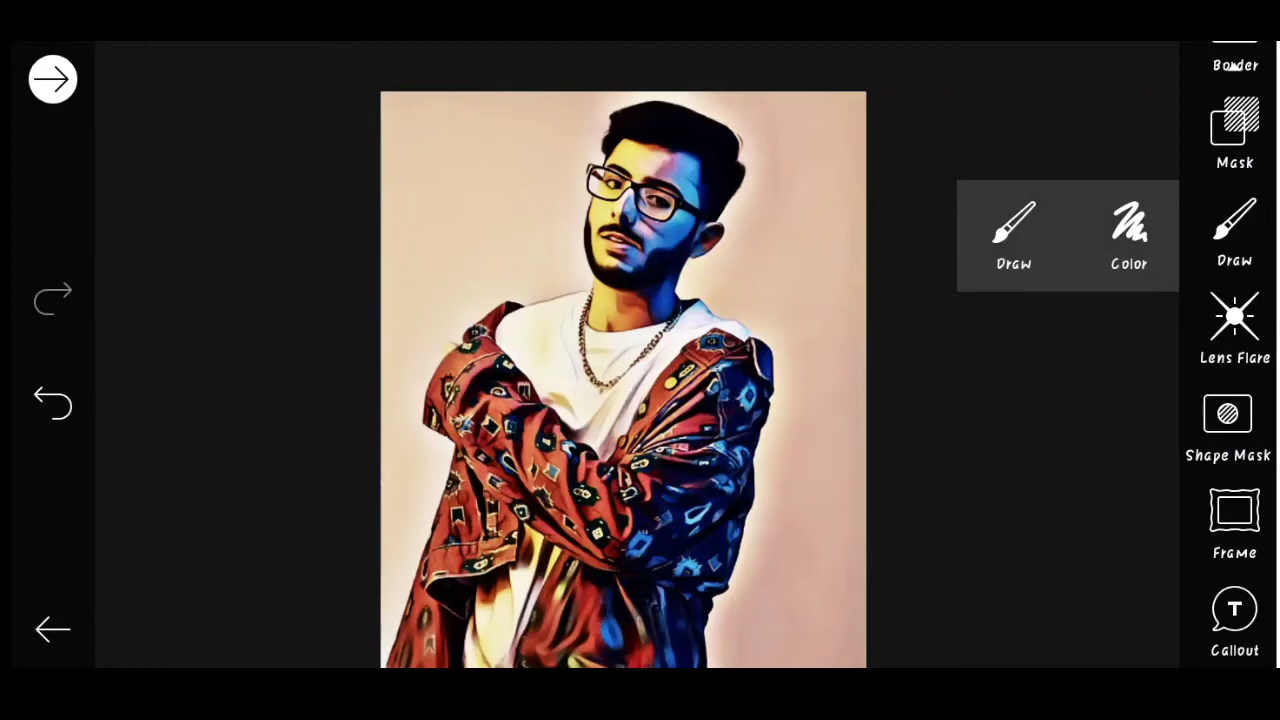 Border
Mask
Draw
Color
Draw
Lens Flare
Shape Mask
Frame
T
Callout